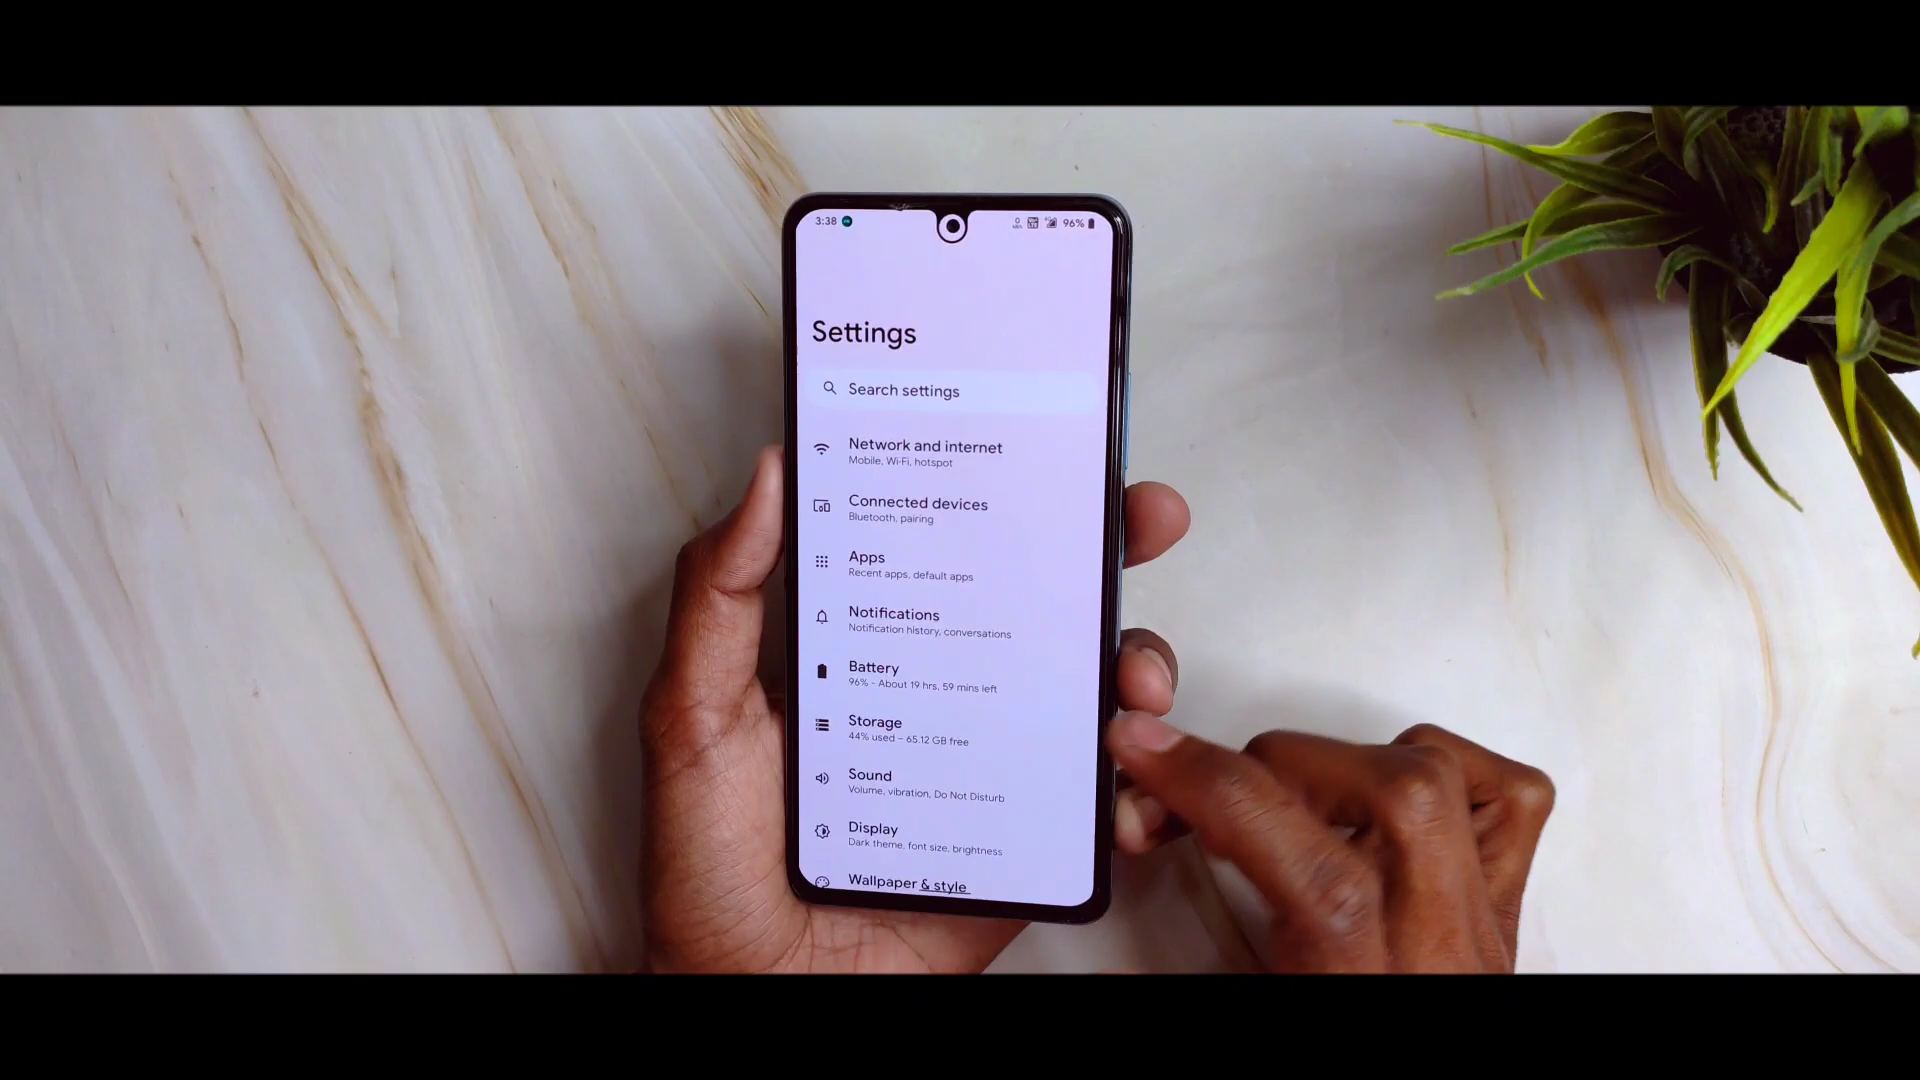 3:38
96%
Settings
Search settings
Network and internet
Mobile, Wi-Fi, hotspot
Connected devices
Bluetooth, pairing
Apps
Recent apps, default apps
Notifications
Notification history, conversations
Battery
96% - About 19 hrs, 59 mins left
Storage
44% used – 65.12 GB free
Sound
Volume, vibration, Do Not Disturb
Display
Dark theme, font size, brightness
Wallpaper & style